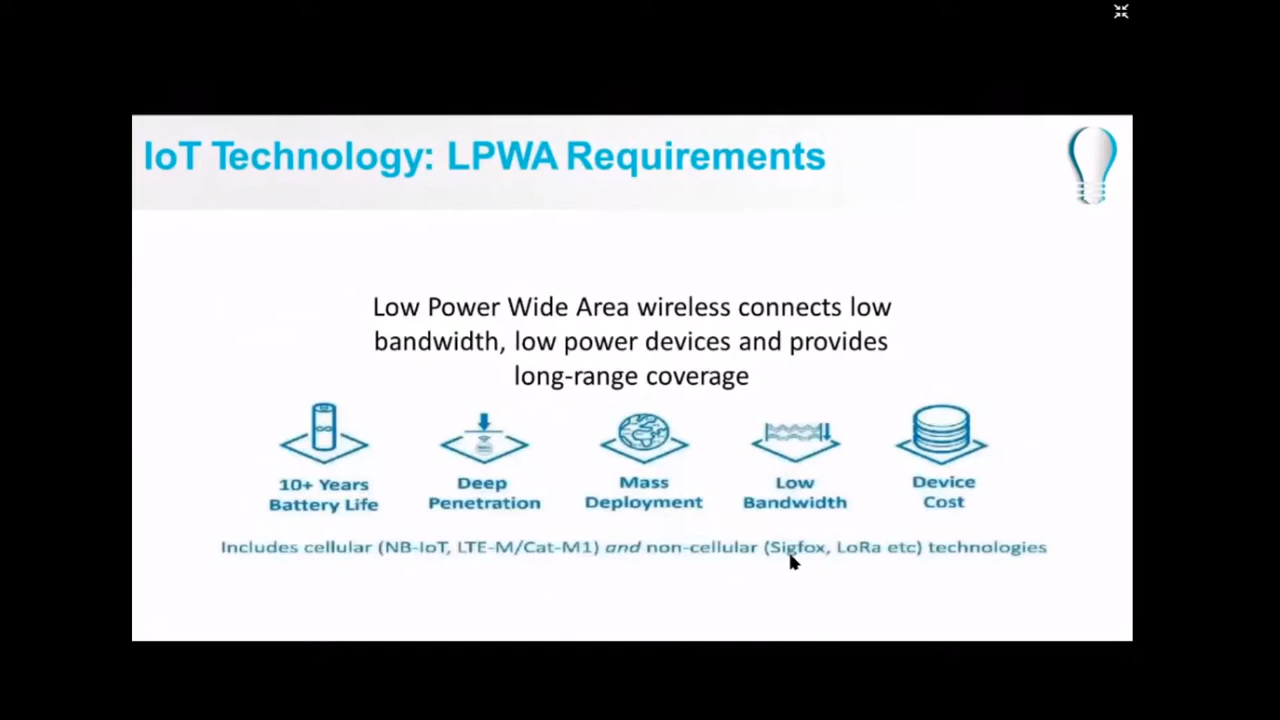 IoT Technology: LPWA Requirements
Low Power Wide Area wireless connects low
bandwidth, low power devices and provides
long-range coverage
10+ Years
Battery Life
Deep
Penetration
Mass
Deployment
Low
Bandwidth
Device
Cost
Includes cellular (NB-IoT, LTE-M/Cat-M1) and non-cellular (Sigfox, LoRa etc) technologies